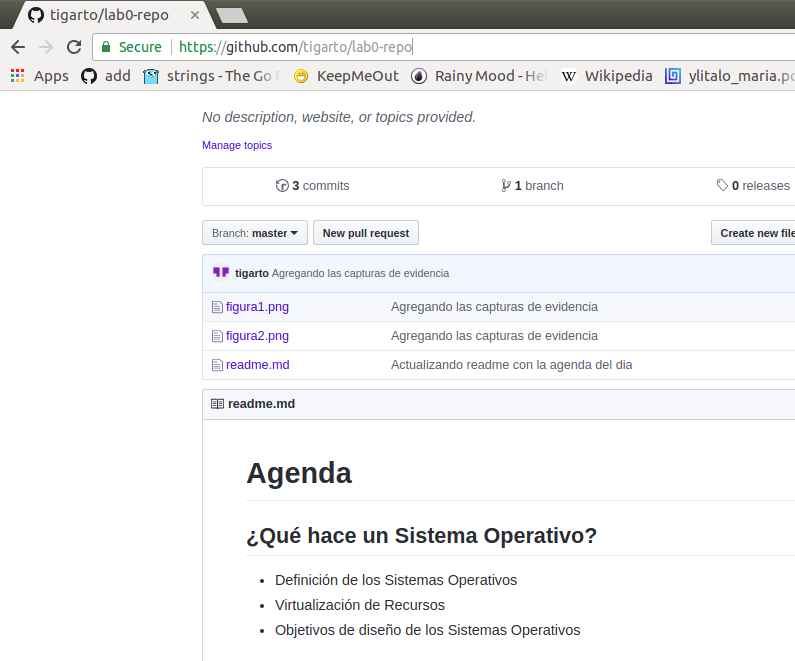 tigarto/lab0-repo
Secure https://github.com/tigarto/lab0-repo
Apps add strings - The Go KeepMeOut Rainy Mood - Hel Wikipedia ylitalo_maria.pd
No description, website, or topics provided.
Manage topics
3 commits 1 branch 0 releases
Branch: master New pull request Create new file
tigarto Agregando las capturas de evidencia
figura1.png Agregando las capturas de evidencia
figura2.png Agregando las capturas de evidencia
readme.md Actualizando readme con la agenda del dia
readme.md
Agenda
¿Qué hace un Sistema Operativo?
• Definición de los Sistemas Operativos
• Virtualización de Recursos
• Objetivos de diseño de los Sistemas Operativos